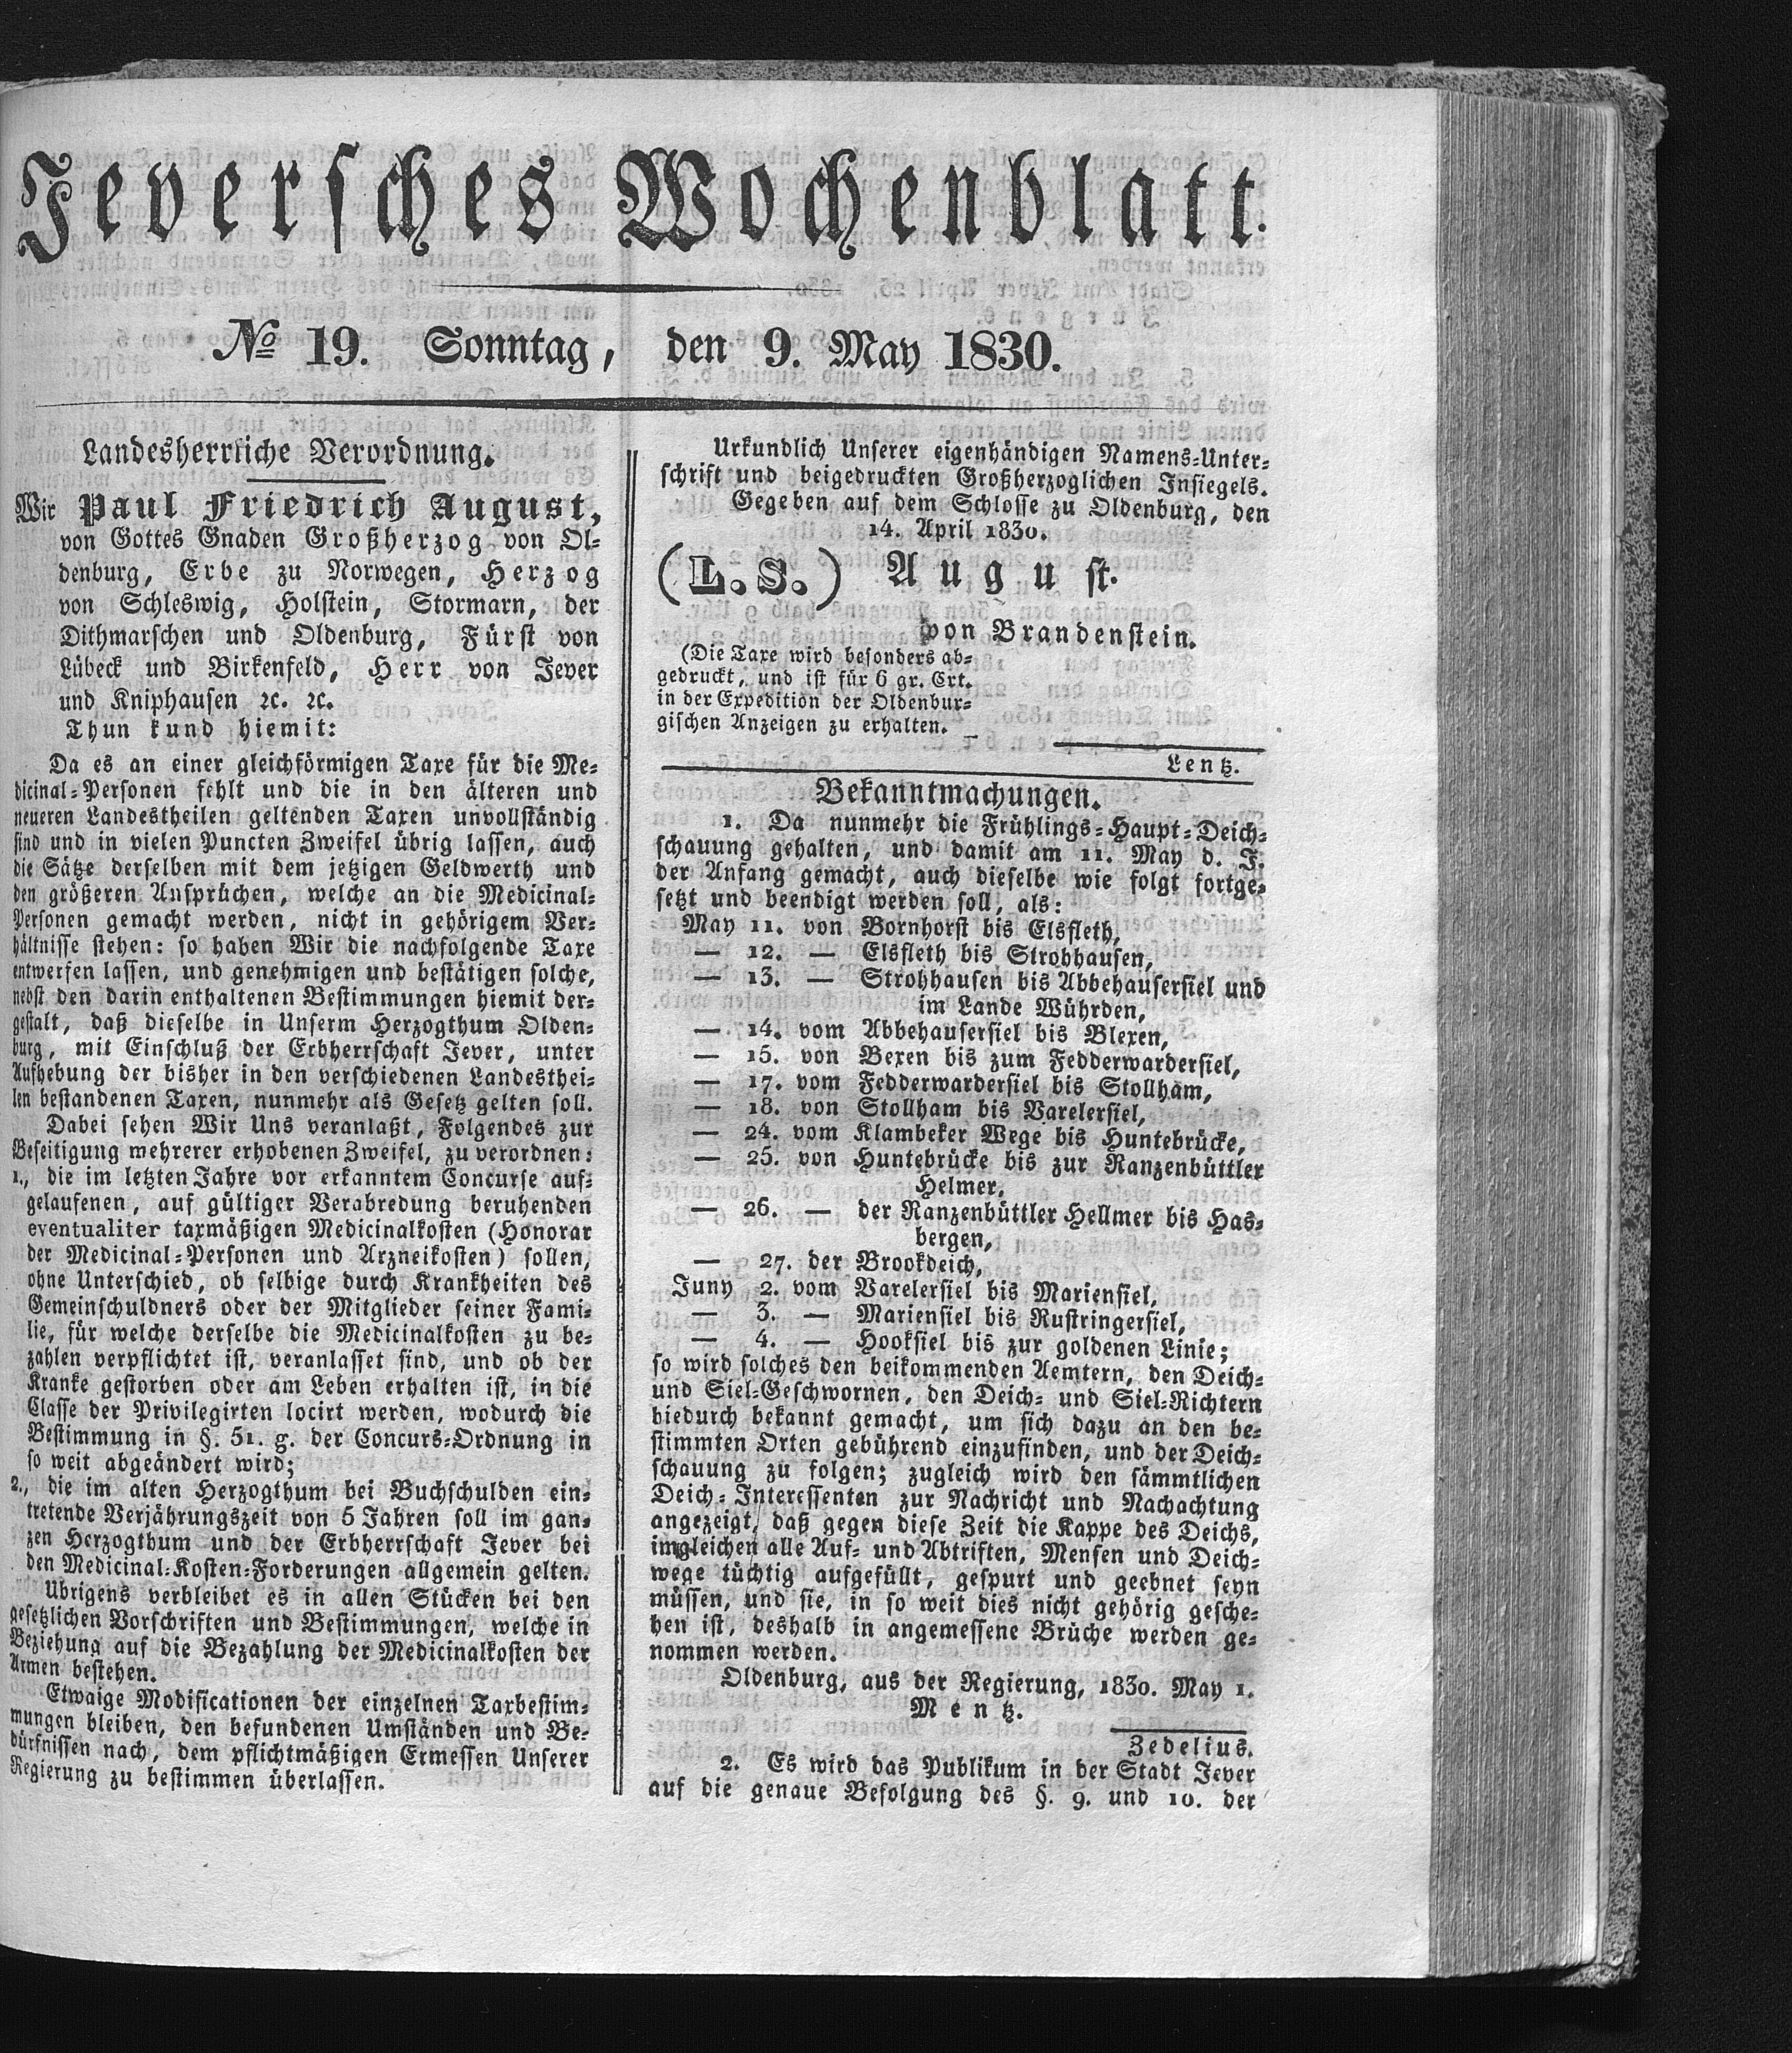 Jeversches Wochenblatt.
№ 19. Sonntag, den 9. May 1830.
Landesherrliche Verordnung.
Wir Paul Friedrich August,
von Gottes Gnaden Großherzog von Ol-
denburg, Erbe zu Norwegen, Herzog
von Schleswig, Holstein, Stormarn, der
Dithmarschen und Oldenburg, Fürst von
Lübeck und Birkenfeld, Herr von Jever
und Kniphausen ꝛc. ꝛc.
Thun kund hiemit:
Da es an einer gleichförmigen Taxe für die Me-
dicinal-Personen fehlt und die in den älteren und
neueren Landestheilen geltenden Taxen unvollständig
sind und in vielen Puncten Zweifel übrig lassen, auch
die Sätze derselben mit dem jetzigen Geldwerth und
den größeren Ansprüchen, welche an die Medicinal-
Personen gemacht werden, nicht in gehörigem Ver-
hältnisse stehen: so haben Wir die nachfolgende Taxe
entwerfen lassen, und genehmigen und bestätigen solche,
nebst den darin enthaltenen Bestimmungen hiemit der-
gestalt, daß dieselbe in Unserm Herzogthum Olden-
burg, mit Einschluß der Erbherrschaft Jever, unter
Aufhebung der bisher in den verschiedenen Landesthei-
len bestandenen Taxen, nunmehr als Gesetz gelten soll.
Dabei sehen Wir Uns veranlaßt, Folgendes zur
Beseitigung mehrerer erhobenen Zweifel, zu verordnen:
1., die im letzten Jahre vor erkanntem Concurse auf-
gelaufenen, auf gültiger Verabredung beruhenden
eventualiter taxmäßigen Medicinalkosten (Honorar
der Medicinal-Personen und Arzneikosten) sollen,
ohne Unterschied, ob selbige durch Krankheiten des
Gemeinschuldners oder der Mitglieder seiner Fami-
lie, für welche derselbe die Medicinalkosten zu be-
zahlen verpflichtet ist, veranlasset sind, und ob der
Kranke gestorben oder am Leben erhalten ist, in die
Classe der Privilegirten locirt werden, wodurch die
Bestimmung in §. 51. g. der Concurs-Ordnung in
so weit abgeändert wird;
2., die im alten Herzogthum bei Buchschulden ein-
tretende Verjährungszeit von 5 Jahren soll im gan-
zen Herzogthum und der Erbherrschaft Jever bei
den Medicinal-Kosten-Forderungen allgemein gelten.
Übrigens verbleibet es in allen Stücken bei den
gesetzlichen Vorschriften und Bestimmungen, welche in
Beziehung auf die Bezahlung der Medicinalkosten der
Armen bestehen.
Etwaige Modificationen der einzelnen Taxbestim-
mungen bleiben, den befundenen Umständen und Be-
dürfnissen nach, dem pflichtmäßigen Ermessen Unserer
Regierung zu bestimmen überlassen.
Urkundlich Unserer eigenhändigen Namens-Unter-
schrift und beigedruckten Großherzoglichen Insiegels.
Gegeben auf dem Schlosse zu Oldenburg, den
14. April 1830.
(L. S.) August.
von Brandenstein.
(Die Taxe wird besonders ab-
gedruckt, und ist für 6 gr. Crt.
in der Expedition der Oldenbur-
gischen Anzeigen zu erhalten.
Lentz.
Bekanntmachungen.
1. Da nunmehr die Frühlings-Haupt-Deich-
schauung gehalten, und damit am 11. May d. J.
der Anfang gemacht, auch dieselbe wie folgt fortge-
setzt und beendigt werden soll, als:
May 11. von Bornhorst bis Elsfleth,
— 12. — Elsfleth bis Strohhausen,
— 13. — Strohhausen bis Abbehausersiel und
im Lande Wührden,
— 14. vom Abbehausersiel bis Blexen,
— 15. von Bexen bis zum Fedderwardersiel,
— 17. vom Fedderwardersiel bis Stollham,
— 18. von Stollham bis Varelersiel,
— 24. vom Klambeker Wege bis Huntebrücke,
— 25. von Huntebrücke bis zur Ranzenbüttler
Helmer,
— 26. — der Ranzenbüttler Hellmer bis Has-
bergen,
— 27. der Brookdeich,
Juny 2. vom Varelersiel bis Mariensiel,
— 3. — Mariensiel bis Rustringersiel,
— 4. — Hooksiel bis zur goldenen Linie;
so wird solches den beikommenden Aemtern, den Deich-
und Siel-Geschwornen, den Deich- und Siel-Richtern
hiedurch bekannt gemacht, um sich dazu an den be-
stimmten Orten gebührend einzufinden, und der Deich-
schauung zu folgen; zugleich wird den sämmtlichen
Deich-Interessenten zur Nachricht und Nachachtung
angezeigt, daß gegen diese Zeit die Kappe des Deichs,
imgleichen alle Auf- und Abtriften, Mensen und Deich-
wege tüchtig aufgefüllt, gespurt und geebnet seyn
müssen, und sie, in so weit dies nicht gehörig gesche-
hen ist, deshalb in angemessene Brüche werden ge-
nommen werden.
Oldenburg, aus der Regierung, 1830. May 1.
Mentz.
Zedelius.
2. Es wird das Publikum in der Stadt Jever
auf die genaue Befolgung des §. 9. und 10. der